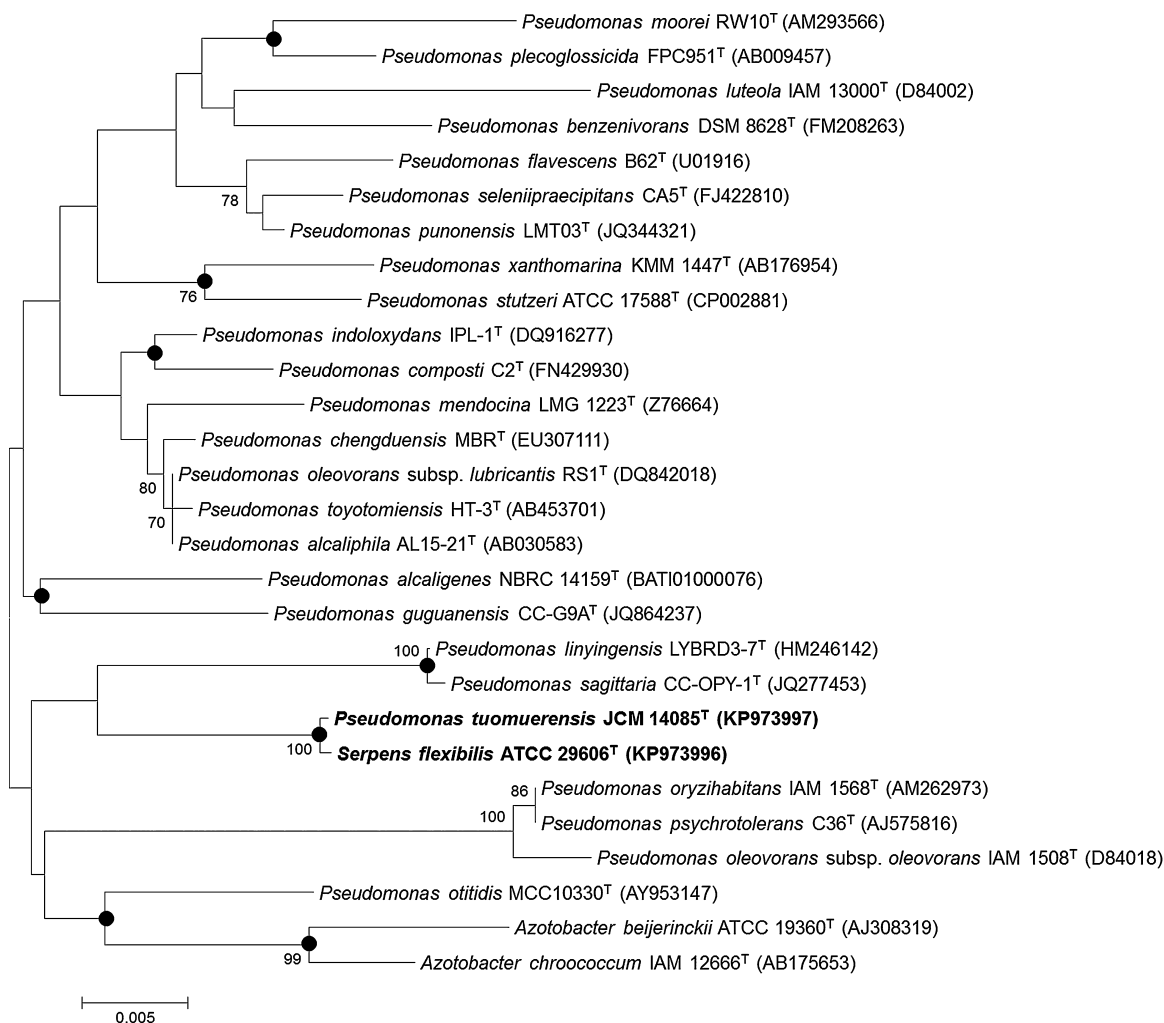 Pseudomonas moorei RW10ᵀ (AM293566)
Pseudomonas plecoglossicida FPC951ᵀ (AB009457)
Pseudomonas luteola IAM 13000ᵀ (D84002)
Pseudomonas benzenivorans DSM 8628ᵀ (FM208263)
Pseudomonas flavescens B62ᵀ (U01916)
78
Pseudomonas seleniipraecipitans CA5ᵀ (FJ422810)
Pseudomonas punonensis LMT03ᵀ (JQ344321)
Pseudomonas xanthomarina KMM 1447ᵀ (AB176954)
76
Pseudomonas stutzeri ATCC 17588ᵀ (CP002881)
Pseudomonas indoloxydans IPL-1ᵀ (DQ916277)
Pseudomonas composti C2ᵀ (FN429930)
Pseudomonas mendocina LMG 1223ᵀ (Z76664)
Pseudomonas chengduensis MBRᵀ (EU307111)
Pseudomonas oleovorans subsp. lubricantis RS1ᵀ (DQ842018)
80
Pseudomonas toyotomiensis HT-3ᵀ (AB453701)
70
Pseudomonas alcaliphila AL15-21ᵀ (AB030583)
Pseudomonas alcaligenes NBRC 14159ᵀ (BATI01000076)
Pseudomonas guguanensis CC-G9Aᵀ (JQ864237)
100
Pseudomonas linyingensis LYBRD3-7ᵀ (HM246142)
Pseudomonas sagittaria CC-OPY-1ᵀ (JQ277453)
Pseudomonas tuomuerensis JCM 14085ᵀ (KP973997)
100
Serpens flexibilis ATCC 29606ᵀ (KP973996)
86
Pseudomonas oryzihabitans IAM 1568ᵀ (AM262973)
100
Pseudomonas psychrotolerans C36ᵀ (AJ575816)
Pseudomonas oleovorans subsp. oleovorans IAM 1508ᵀ (D84018)
Pseudomonas otitidis MCC10330ᵀ (AY953147)
Azotobacter beijerinckii ATCC 19360ᵀ (AJ308319)
99
Azotobacter chroococcum IAM 12666ᵀ (AB175653)
0.005